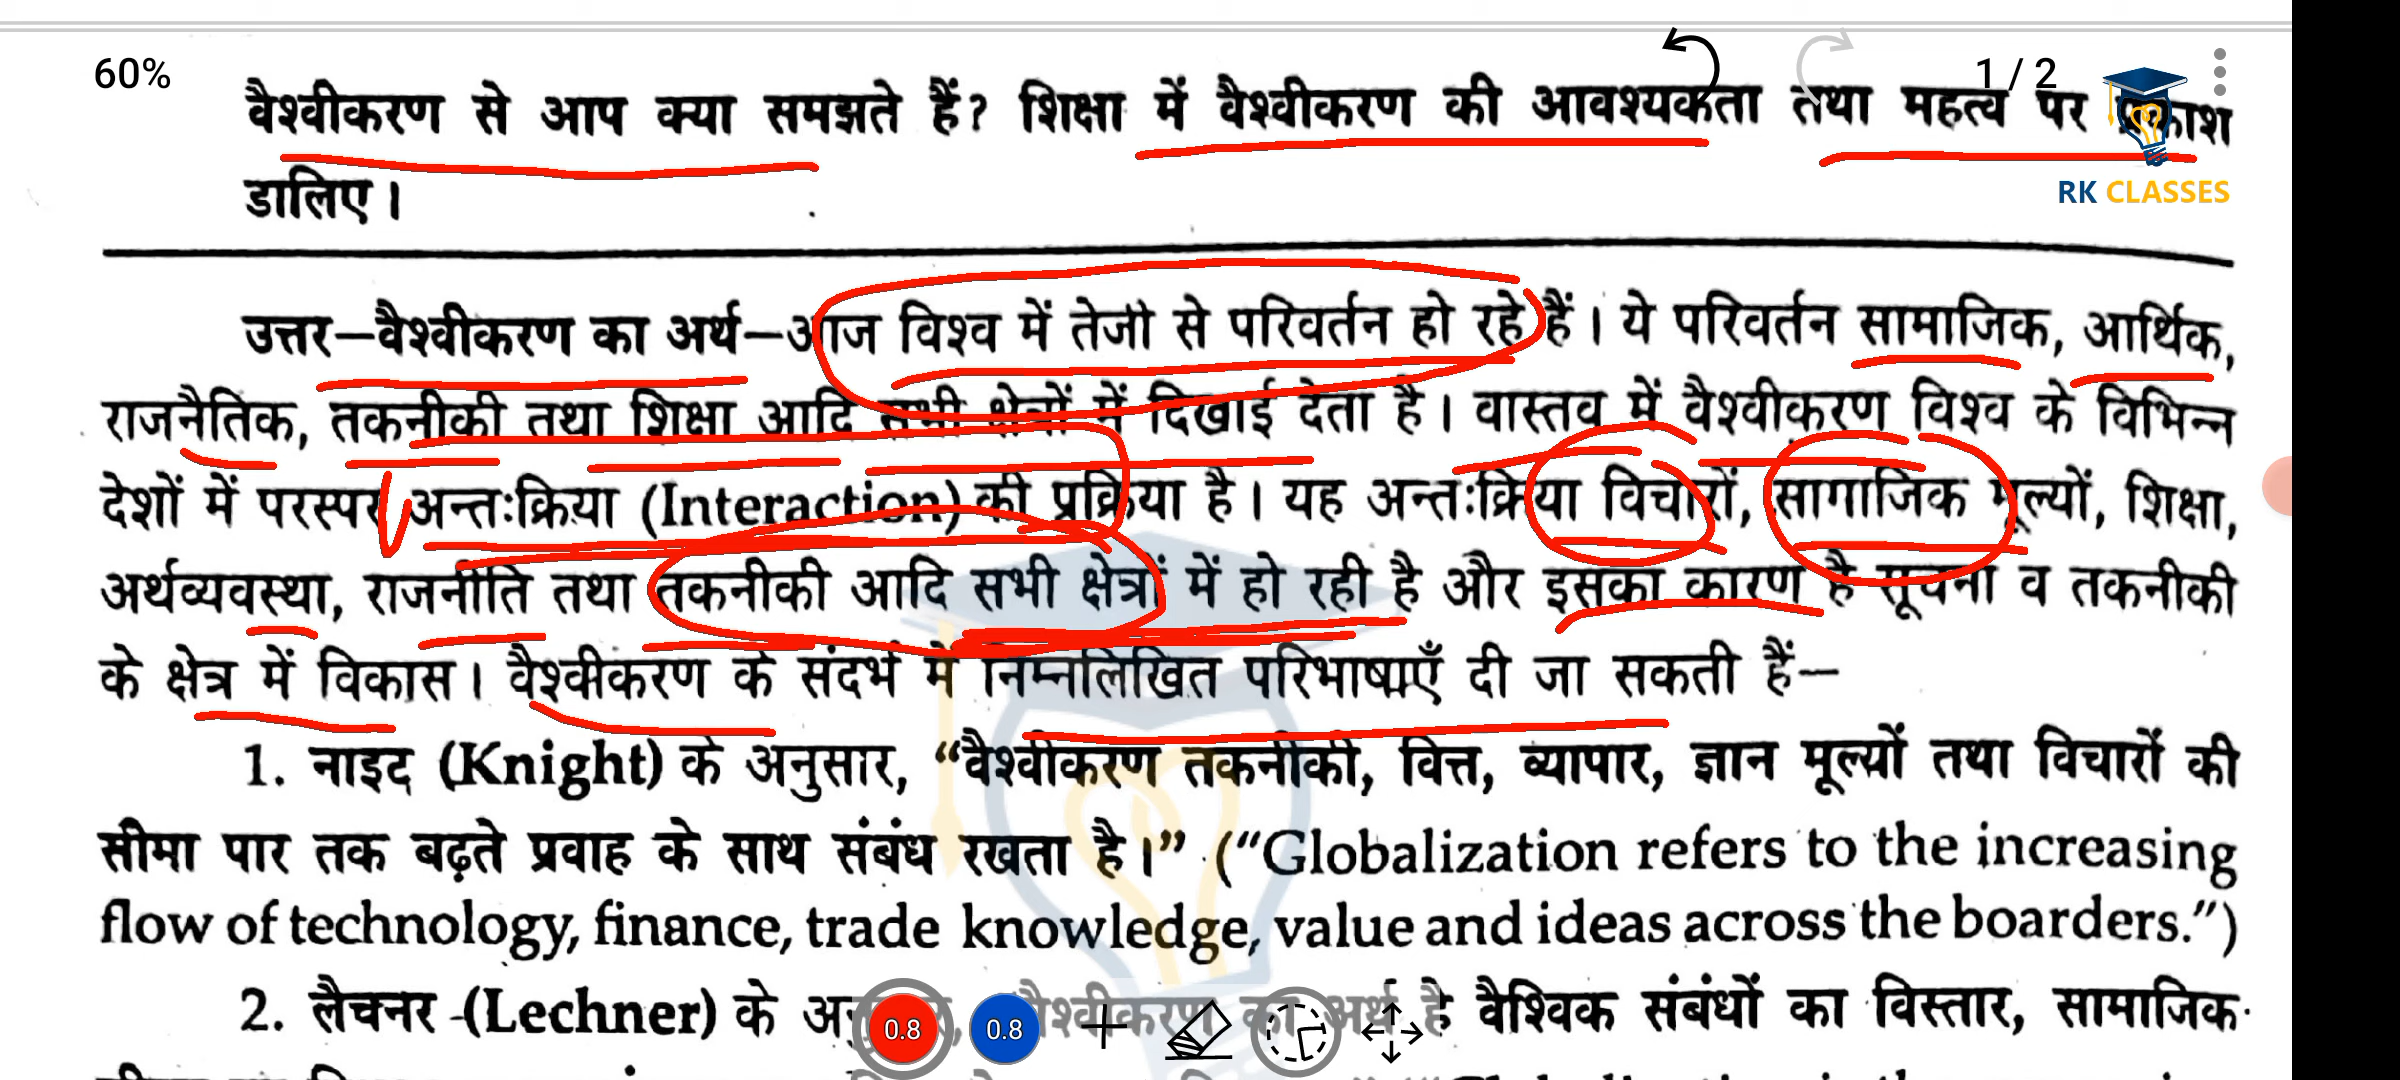 60%
1 / 2
वैश्वीकरण से आप क्या समझते हैं? शिक्षा में वैश्वीकरण की आवश्यकता तथा महत्व पर प्रकाश
डालिए।
RK CLASSES
उत्तर—वैश्वीकरण का अर्थ—आज विश्व में तेजी से परिवर्तन हो रहे हैं। ये परिवर्तन सामाजिक, आर्थिक,
राजनैतिक, तकनीकी तथा शिक्षा आदि सभी क्षेत्रों में दिखाई देता है। वास्तव में वैश्वीकरण विश्व के विभिन्न
देशों में परस्पर अन्तःक्रिया (Interaction) की प्रक्रिया है। यह अन्तःक्रिया विचारों, सागाजिक मूल्यों, शिक्षा,
अर्थव्यवस्था, राजनीति तथा तकनीकी आदि सभी क्षेत्रों में हो रही है और इसका कारण है सूचना व तकनीकी
के क्षेत्र में विकास। वैश्वीकरण के संदर्भ में निम्नलिखित परिभाषाएँ दी जा सकती हैं—
1. नाइट (Knight) के अनुसार, “वैश्वीकरण तकनीकी, वित्त, व्यापार, ज्ञान मूल्यों तथा विचारों की
सीमा पार तक बढ़ते प्रवाह के साथ संबंध रखता है।” (“Globalization refers to the increasing
flow of technology, finance, trade knowledge, value and ideas across the boarders.”)
2. लैचनर (Lechner) के वैश्वीकरण का अर्थ है वैश्विक संबंधों का विस्तार, सामाजिक
0.8 0.8